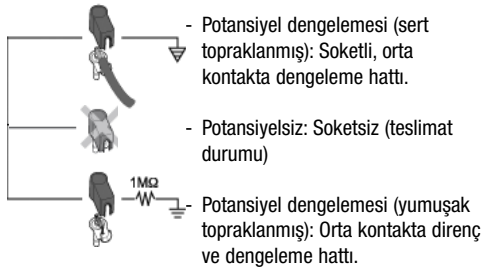 - Potansiyel dengelemesi (sert
topraklanmış): Soketli, orta
kontakta dengeleme hattı.
- Potansiyelsiz: Soketsiz (teslimat
durumu)
1MΩ
- Potansiyel dengelemesi (yumuşak
topraklanmış): Orta kontakta direnç
ve dengeleme hattı.